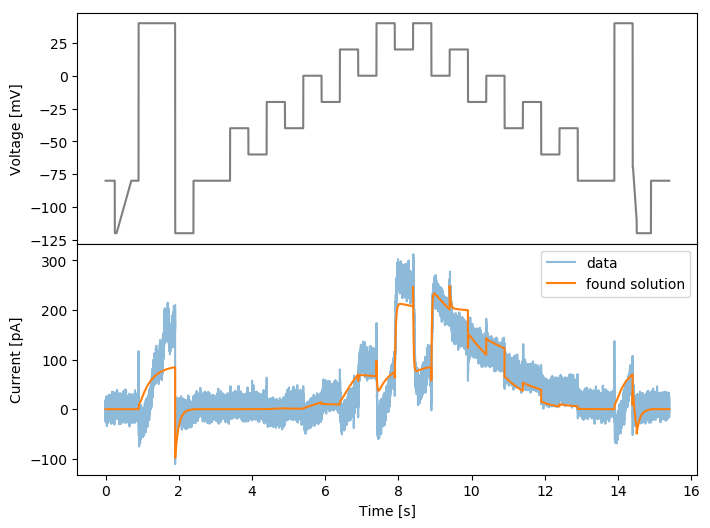 Voltage [mV]
25
0
−25
−50
−75
−100
−125
Current [pA]
300
200
100
0
−100
data
found solution
0 2 4 6 8 10 12 14 16
Time [s]